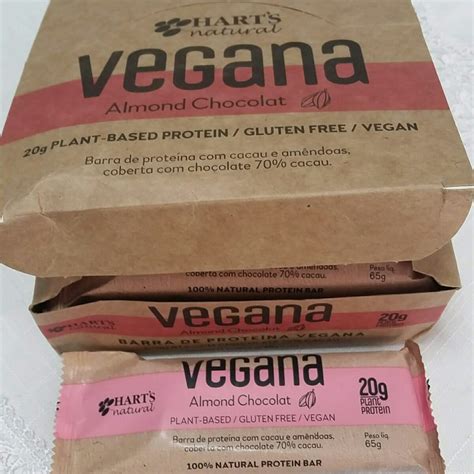 HART'S
natural
vegana
Almond Chocolat
20g PLANT-BASED PROTEIN / GLUTEN FREE / VEGAN
Barra de proteína com cacau e amêndoas,
coberta com chocolate 70% cacau.
coberta com chocolate 70% cacau.
Peso líq.
65g
100% NATURAL PROTEIN BAR
HART'S
natural
vegana
Almond Chocolat
20g
BARRA DE PROTEÍNA VEGANA
HART'S
natural
vegana
Almond Chocolat
20g
PLANT
PROTEIN
PLANT-BASED / GLUTEN FREE / VEGAN
Barra de proteína com cacau e amêndoas,
coberta com chocolate 70% cacau.
Peso líq.
65g
100% NATURAL PROTEIN BAR